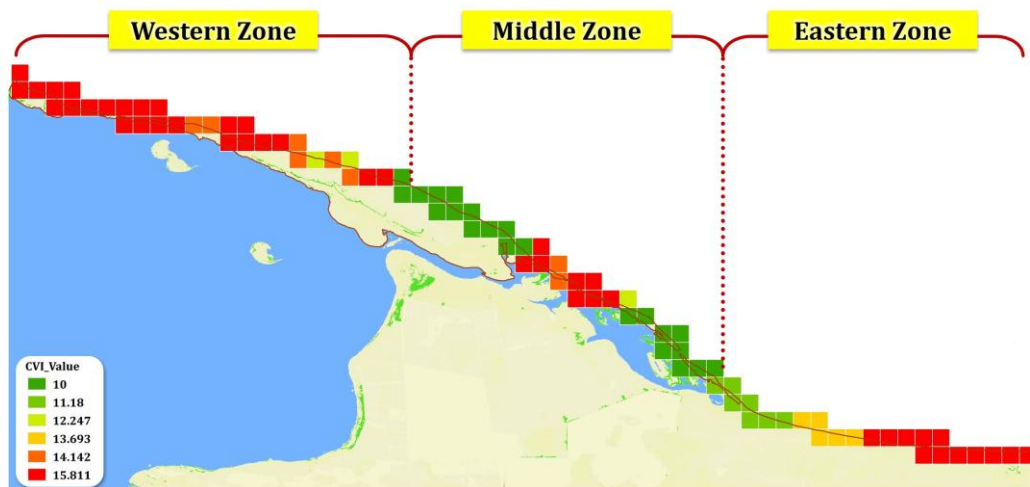 Western Zone
Middle Zone
Eastern Zone
CVI_Value
10
11.18
12.247
13.693
14.142
15.811